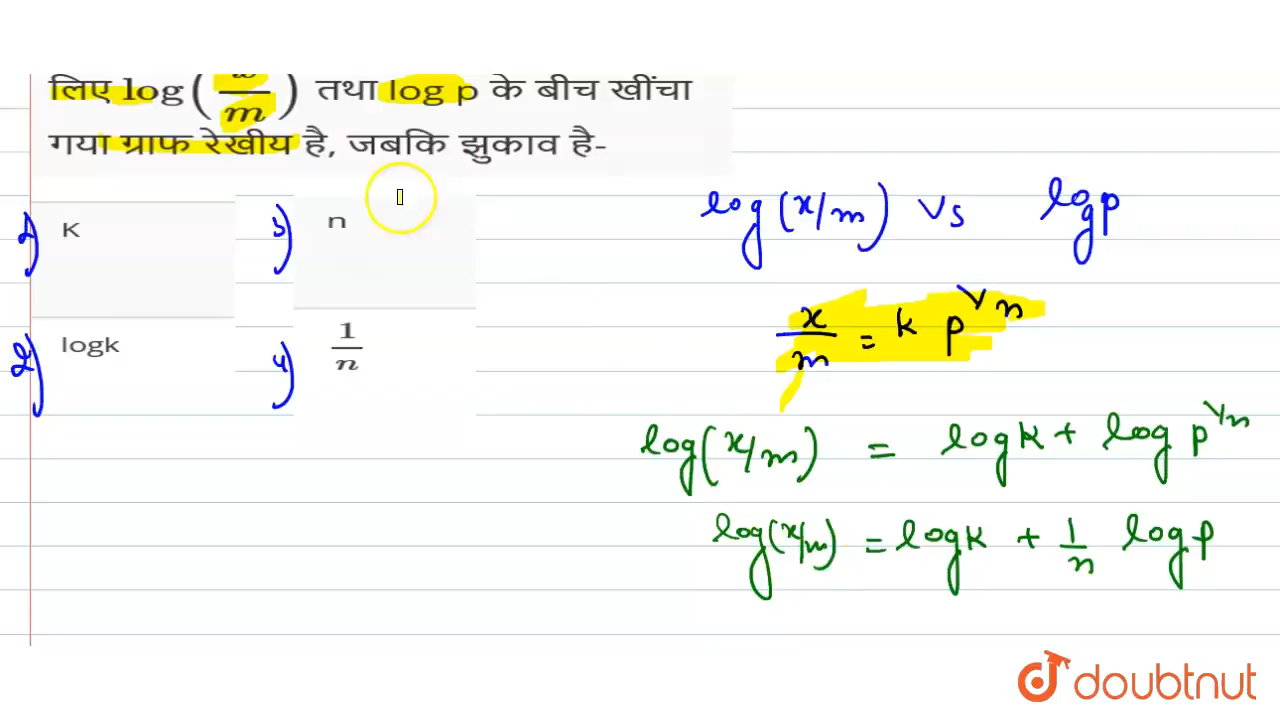 लिए log(x/m) तथा log p के बीच खींचा
गया ग्राफ रेखीय है, जबकि झुकाव है-
1) K
2) logk
3) n
4) 1/n
log(x/m) vs log p
x/m = k p^1/n
log(x/m) = log k + log p^1/n
log(x/m) = log k + 1/n log p
doubtnut